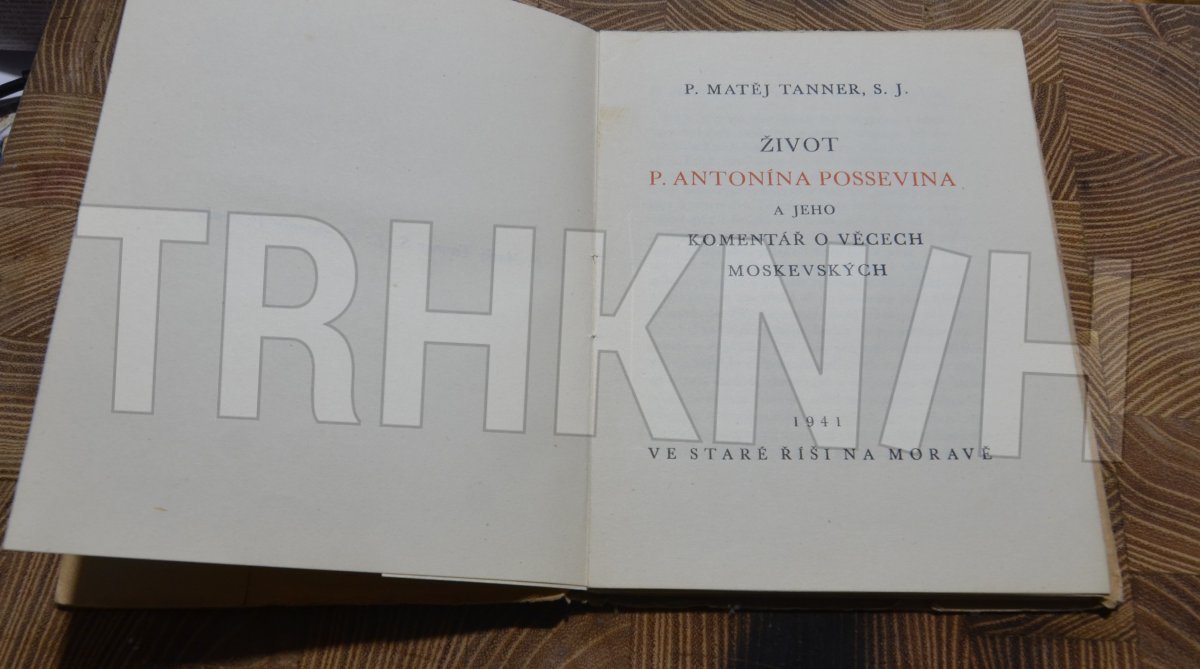 P. MATĚJ TANNER, S. J.
ŽIVOT
P. ANTONÍNA POSSEVINA
A JEHO
KOMENTÁŘ O VĚCECH
MOSKEVSKÝCH
TRHKNIH
1941
VE STARÉ ŘÍŠI NA MORAVĚ